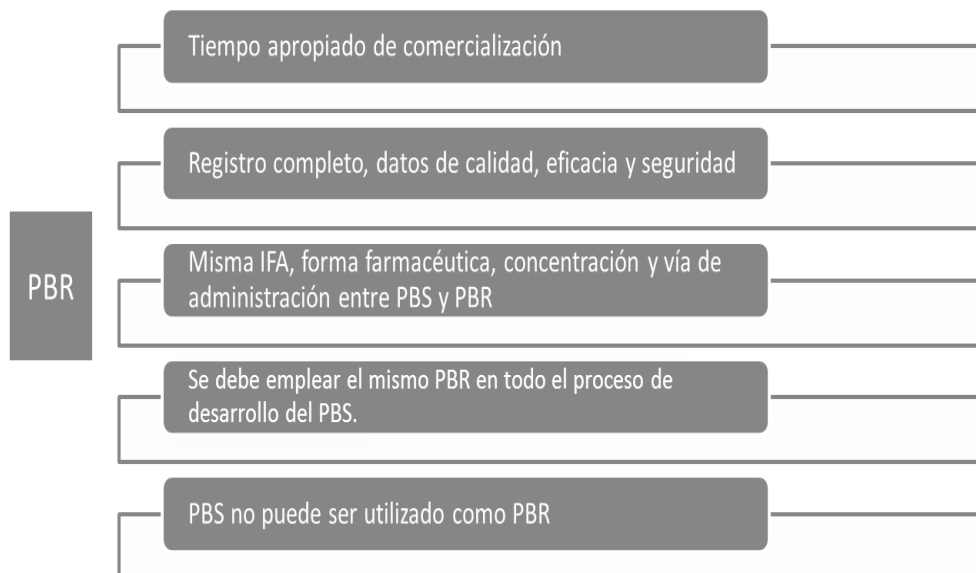 Tiempo apropiado de comercialización
Registro completo, datos de calidad, eficacia y seguridad
PBR
Misma IFA, forma farmacéutica, concentración y vía de
administración entre PBS y PBR
Se debe emplear el mismo PBR en todo el proceso de
desarrollo del PBS.
PBS no puede ser utilizado como PBR